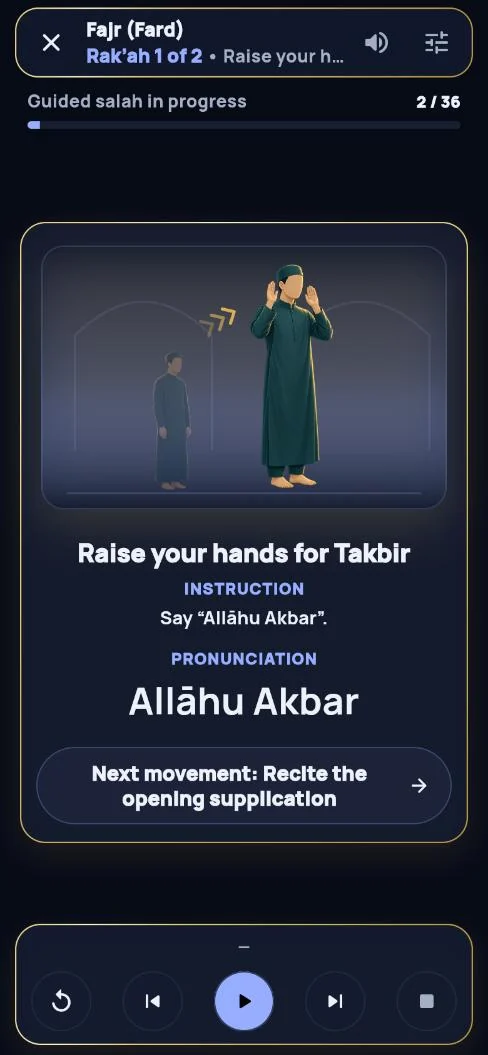 Fajr (Fard)
Rak’ah 1 of 2 • Raise your h…
Guided salah in progress
2 / 36
Raise your hands for Takbir
INSTRUCTION
Say “Allāhu Akbar”.
PRONUNCIATION
Allāhu Akbar
Next movement: Recite the
opening supplication
–